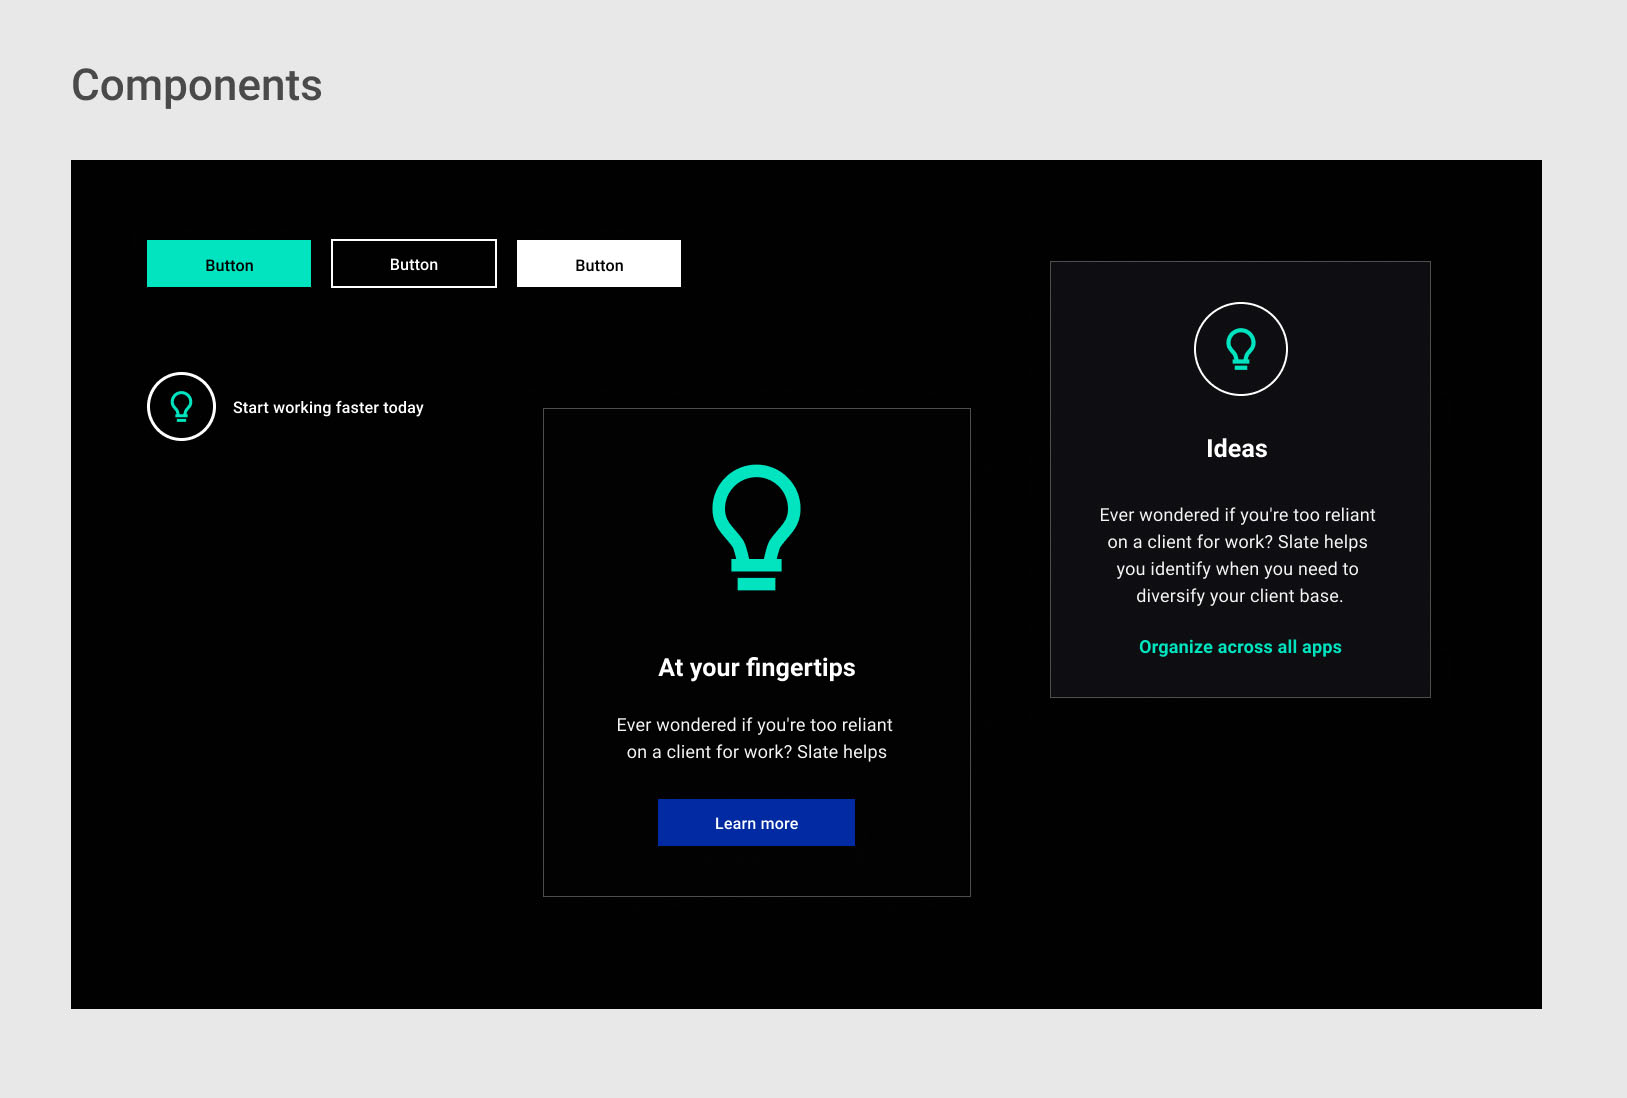 Components
Button
Button
Button
Start working faster today
At your fingertips
Ever wondered if you're too reliant
on a client for work? Slate helps
Learn more
Ideas
Ever wondered if you're too reliant
on a client for work? Slate helps
you identify when you need to
diversify your client base.
Organize across all apps